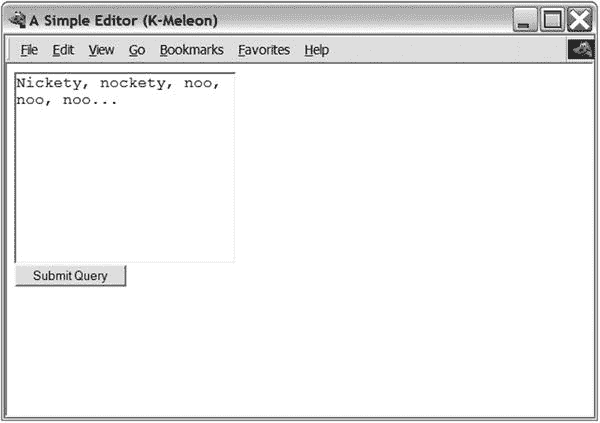 A Simple Editor (K-Meleon)
File Edit View Go Bookmarks Favorites Help
Nickety, nockety, noo,
noo, noo...
Submit Query